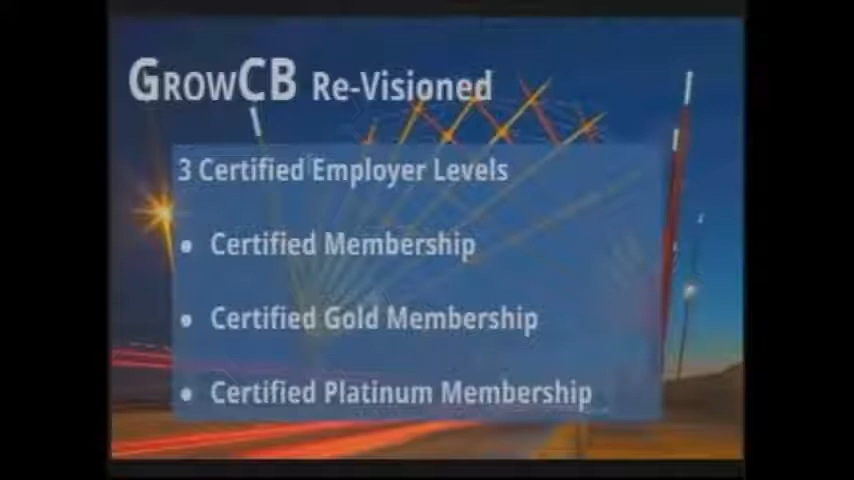 GROWCB Re-Visioned
3 Certified Employer Levels
• Certified Membership
• Certified Gold Membership
• Certified Platinum Membership